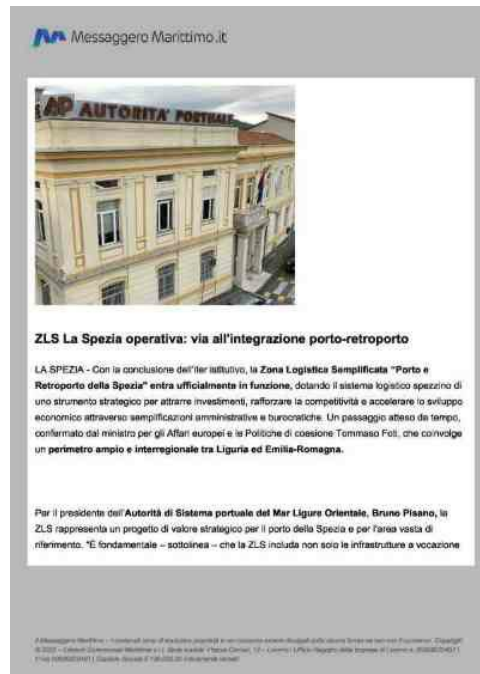 Messaggero Marittimo.it
AP AUTORITA' PORTUALE
ZLS La Spezia operativa: via all'integrazione porto-retroporto
LA SPEZIA - Con la conclusione dell'iter istitutivo, la Zona Logistica Semplificata "Porto e
Retroporto della Spezia" entra ufficialmente in funzione, dotando il sistema logistico spezzino di
uno strumento strategico per attrarre investimenti, rafforzare la competitività e accelerare lo sviluppo
economico attraverso semplificazioni amministrative e burocratiche. Un passaggio atteso da tempo,
confermato dal ministro per gli Affari europei e le Politiche di coesione Tommaso Foti, che coinvolge
un perimetro ampio e interregionale tra Liguria ed Emilia-Romagna.
Per il presidente dell'Autorità di Sistema portuale del Mar Ligure Orientale, Bruno Pisano, la
ZLS rappresenta un progetto di valore strategico per il porto della Spezia e per l'area vasta di
riferimento. "È fondamentale – sottolinea – che la ZLS includa non solo le infrastrutture a vocazione